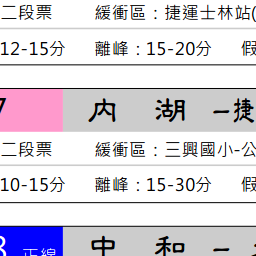 二段票 緩衝區：捷運士林站(
12-15分 離峰：15-20分 假
7 內 湖 －捷
二段票 緩衝區：三興國小-公
10-15分 離峰：15-30分 假
8 正線 中 和 －